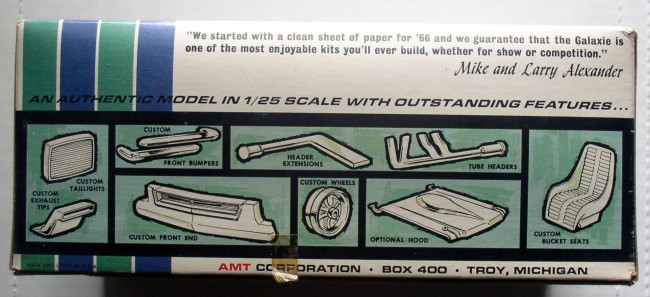 "We started with a clean sheet of paper for '66 and we guarantee that the Galaxie is
one of the most enjoyable kits you'll ever build, whether for show or competition."
Mike and Larry Alexander
AN AUTHENTIC MODEL IN 1/25 SCALE WITH OUTSTANDING FEATURES...
CUSTOM
TAILLIGHTS
CUSTOM
EXHAUST
TIPS
CUSTOM
FRONT BUMPERS
HEADER
EXTENSIONS
TUBE HEADERS
CUSTOM FRONT END
CUSTOM WHEELS
OPTIONAL HOOD
CUSTOM
BUCKET SEATS
AMT CORPORATION · BOX 400 · TROY, MICHIGAN